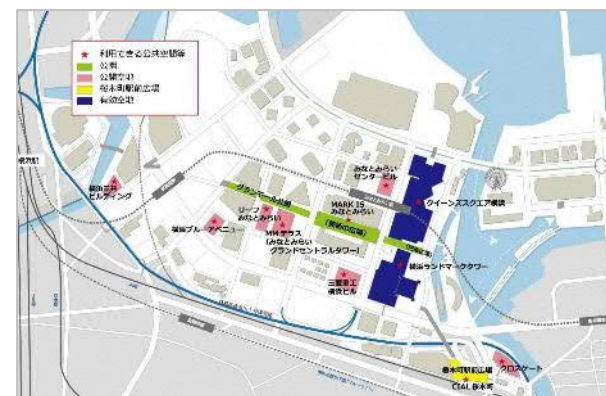 ★ 利用できる公共空間等
公園
公開空地
桜木町駅前広場
有効空地
横浜駅
横浜三井
ビルディング
みなとみらい
センタービル
グランモール公園
クイーンズスクエア横浜
リーフ
みなとみらい
MARK IS
みなとみらい
横浜ブルーアベニュー
MMテラス
(みなとみらい
グランドセントラルタワー)
(美術の広場)
横浜ランドマークタワー
三菱重工
横浜ビル
桜木町駅前広場
クロスゲート
CIAL 桜木町